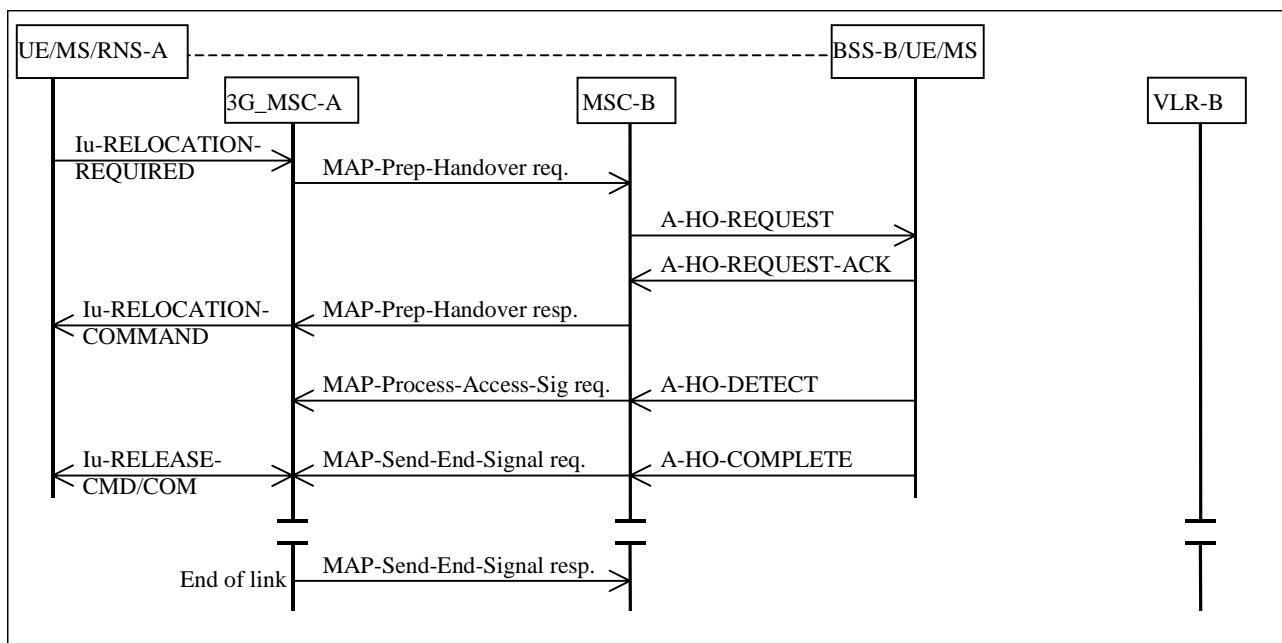 UE/MS/RNS-A
BSS-B/UE/MS
3G_MSC-A
MSC-B
VLR-B
Iu-RELOCATION-
REQUIRED
MAP-Prep-Handover req.
A-HO-REQUEST
A-HO-REQUEST-ACK
Iu-RELOCATION-
COMMAND
MAP-Prep-Handover resp.
MAP-Process-Access-Sig req.
A-HO-DETECT
Iu-RELEASE-
CMD/COM
MAP-Send-End-Signal req.
A-HO-COMPLETE
End of link
MAP-Send-End-Signal resp.